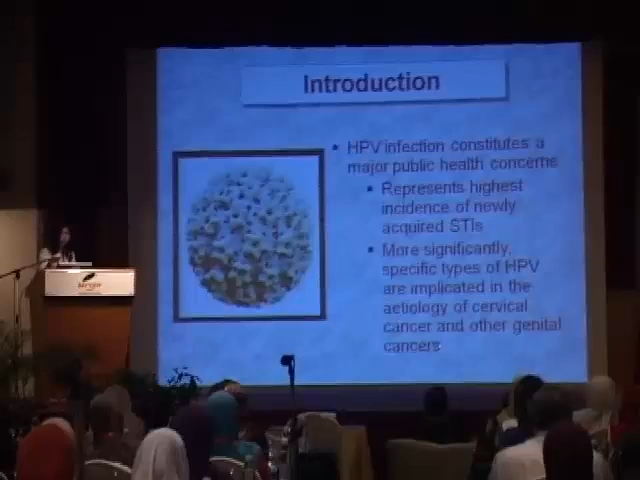 Introduction
HPV infection constitutes a
major public health concerns
Represents highest
incidence of newly
acquired STIs
More significantly,
specific types of HPV
are implicated in the
aetiology of cervical
cancer and other genital
cancers